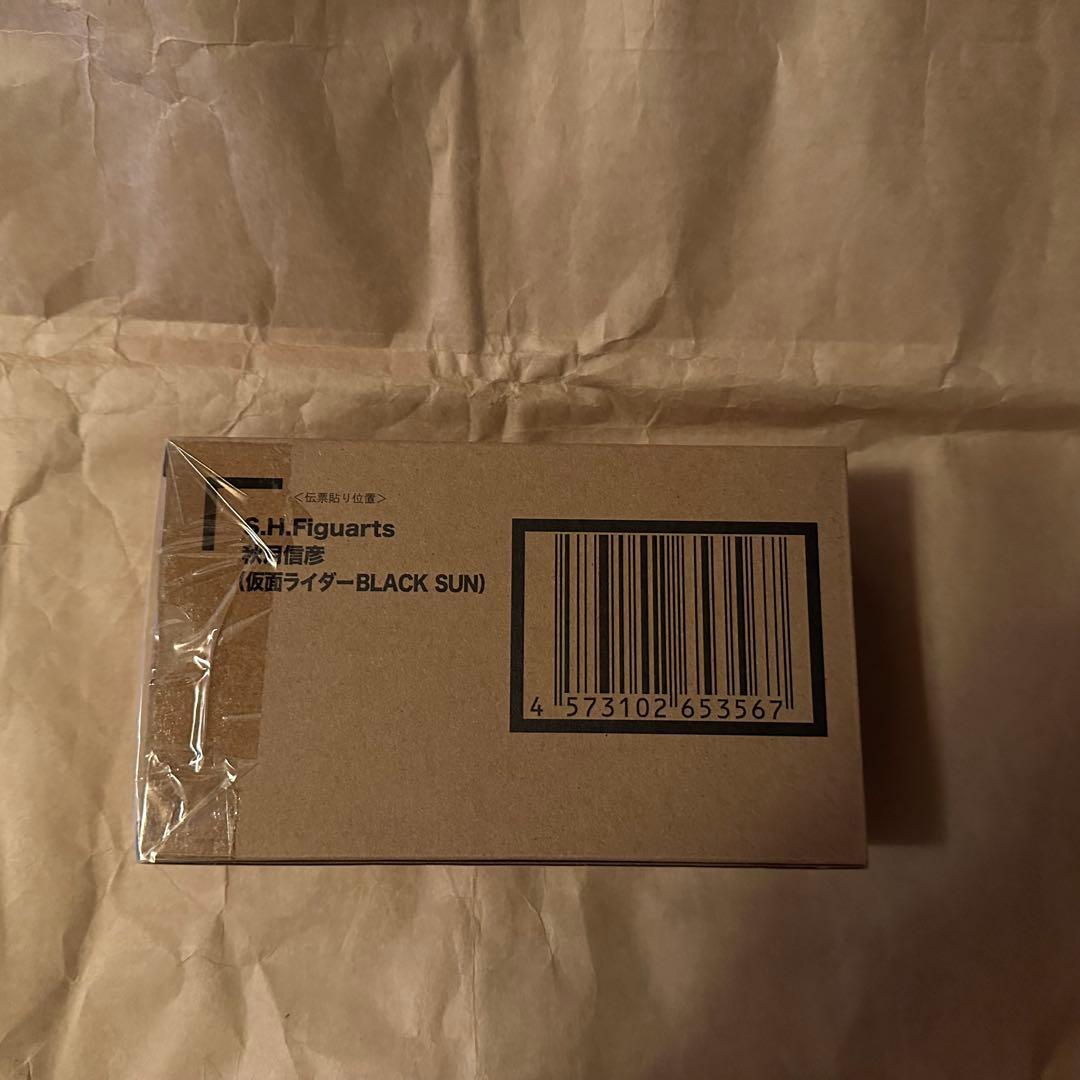 ＜伝票貼り位置＞
S.H.Figuarts
秋月信彦
(仮面ライダーBLACK SUN)
4 573102 653567